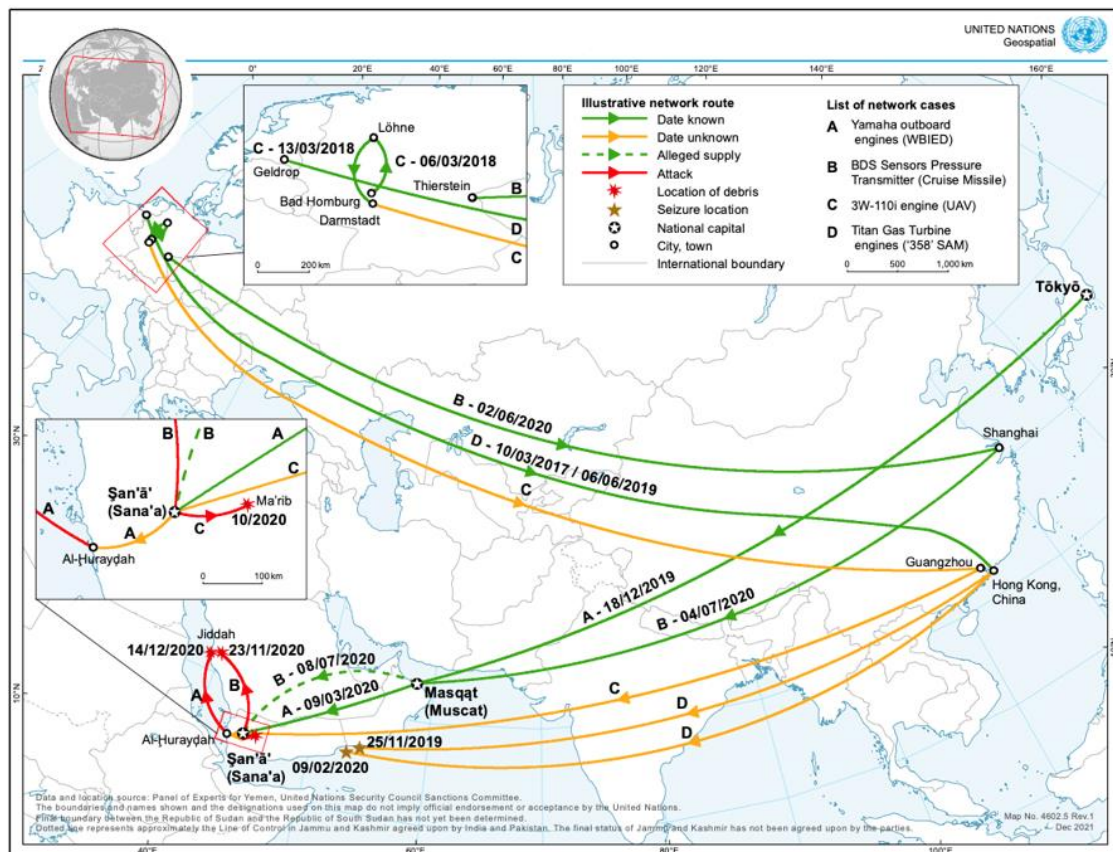 UNITED NATIONS
Geospatial
0°
20°E
40°E
60°E
80°E
100°E
120°E
140°E
160°E
Illustrative network route
Date known
Date unknown
Alleged supply
Attack
Location of debris
Seizure location
National capital
City, town
International boundary
List of network cases
A Yamaha outboard
engines (WBIED)
B BDS Sensors Pressure
Transmitter (Cruise Missile)
C 3W-110i engine (UAV)
D Titan Gas Turbine
engines (‘358’ SAM)
0 500 1,000 km
Löhne
C - 13/03/2018
C - 06/03/2018
Geldrop
Thierstein
B
Bad Homburg
Darmstadt
D
C
0 200 km
Tōkyō
B - 02/06/2020
D - 10/03/2017 / 06/06/2019
C
Shanghai
30°N
A
B
B
A
C
Şan'ā'
(Sana'a)
Ma'rib
10/2020
C
A
Al-Ḩurayḑah
0 100 km
Guangzhou
Hong Kong,
China
A - 18/12/2019
B - 04/07/2020
Jiddah
14/12/2020
23/11/2020
B - 08/07/2020
A - 09/03/2020
Masqaṭ
(Muscat)
A
B
C
D
D
10°N
10°N
Al-Ḩurayḑah
Şan'ā'
(Sana'a)
25/11/2019
09/02/2020
Data and location source: Panel of Experts for Yemen, United Nations Security Council Sanctions Committee.
The boundaries and names shown and the designations used on this map do not imply official endorsement or acceptance by the United Nations.
Final boundary between the Republic of Sudan and the Republic of South Sudan has not yet been determined.
Dotted line represents approximately the Line of Control in Jammu and Kashmir agreed upon by India and Pakistan. The final status of Jammu and Kashmir has not been agreed upon by the parties.
Map No. 4602.5 Rev.1
Dec 2021
40°E
60°E
80°E
100°E